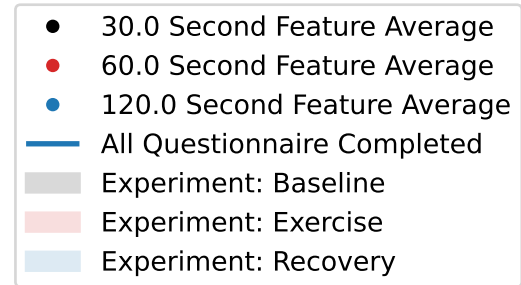 30.0 Second Feature Average
60.0 Second Feature Average
120.0 Second Feature Average
All Questionnaire Completed
Experiment: Baseline
Experiment: Exercise
Experiment: Recovery